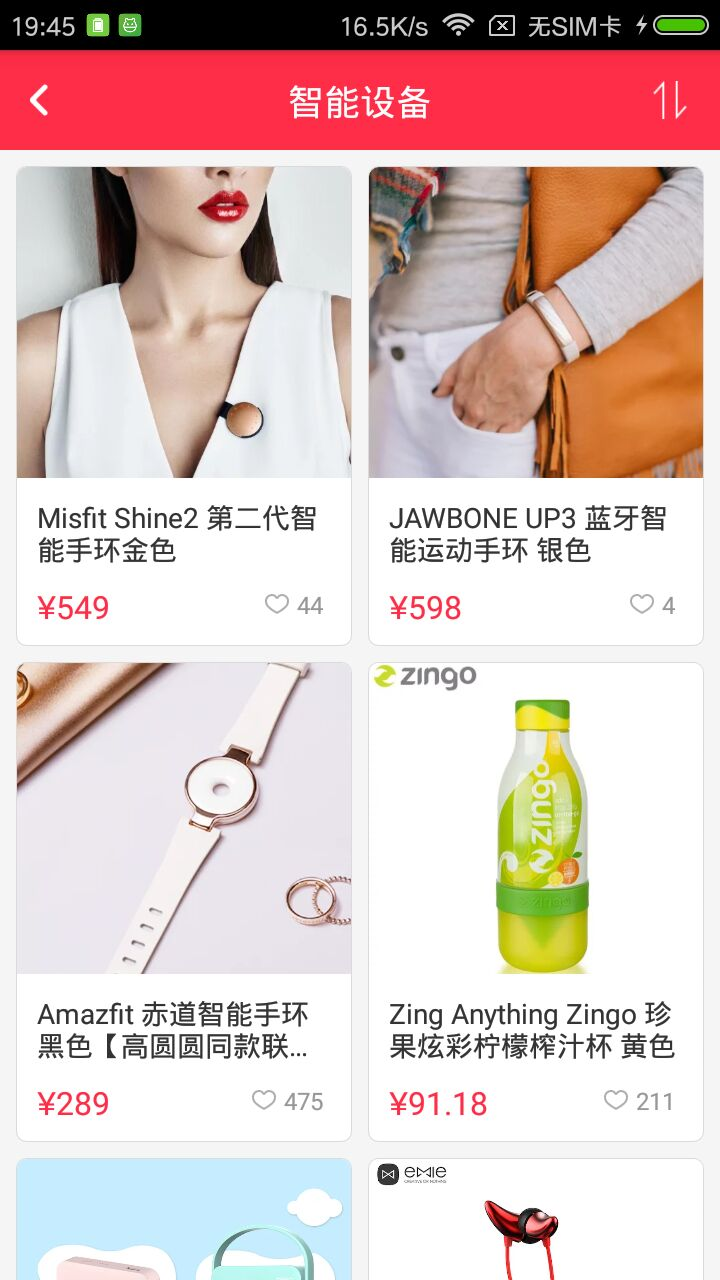 19:45
16.5K/s
无SIM卡
智能设备
Misfit Shine2 第二代智
能手环金色
¥549
44
JAWBONE UP3 蓝牙智
能运动手环 银色
¥598
4
zingo
zingo
zingo
Amazfit 赤道智能手环
黑色【高圆圆同款联...
¥289
475
Zing Anything Zingo 珍
果炫彩柠檬榨汁杯 黄色
¥91.18
211
EMIE